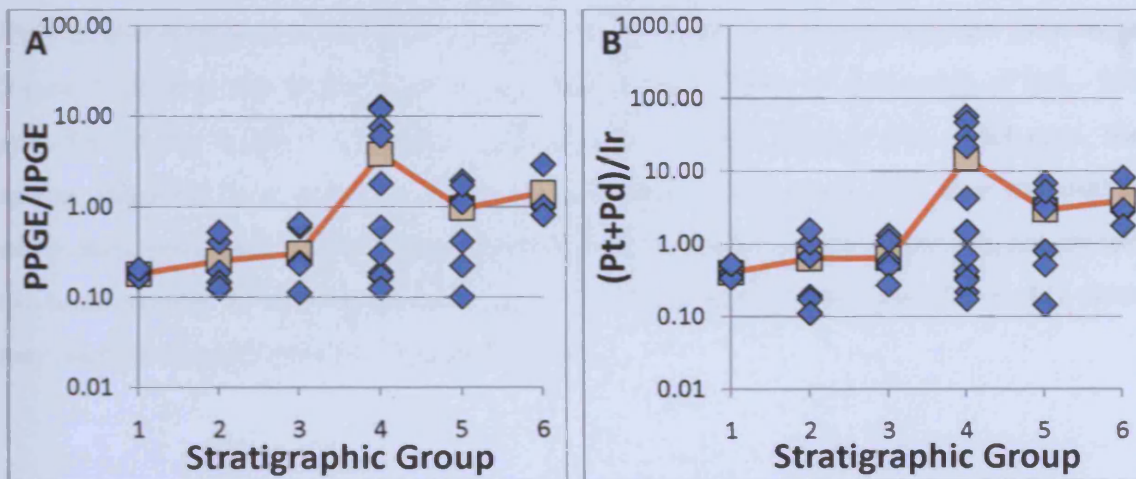 A
PPGE/IPGE
100.00
10.00
1.00
0.10
0.01
1 2 3 4 5 6
Stratigraphic Group
B
(Pt+Pd)/Ir
1000.00
100.00
10.00
1.00
0.10
0.01
1 2 3 4 5 6
Stratigraphic Group